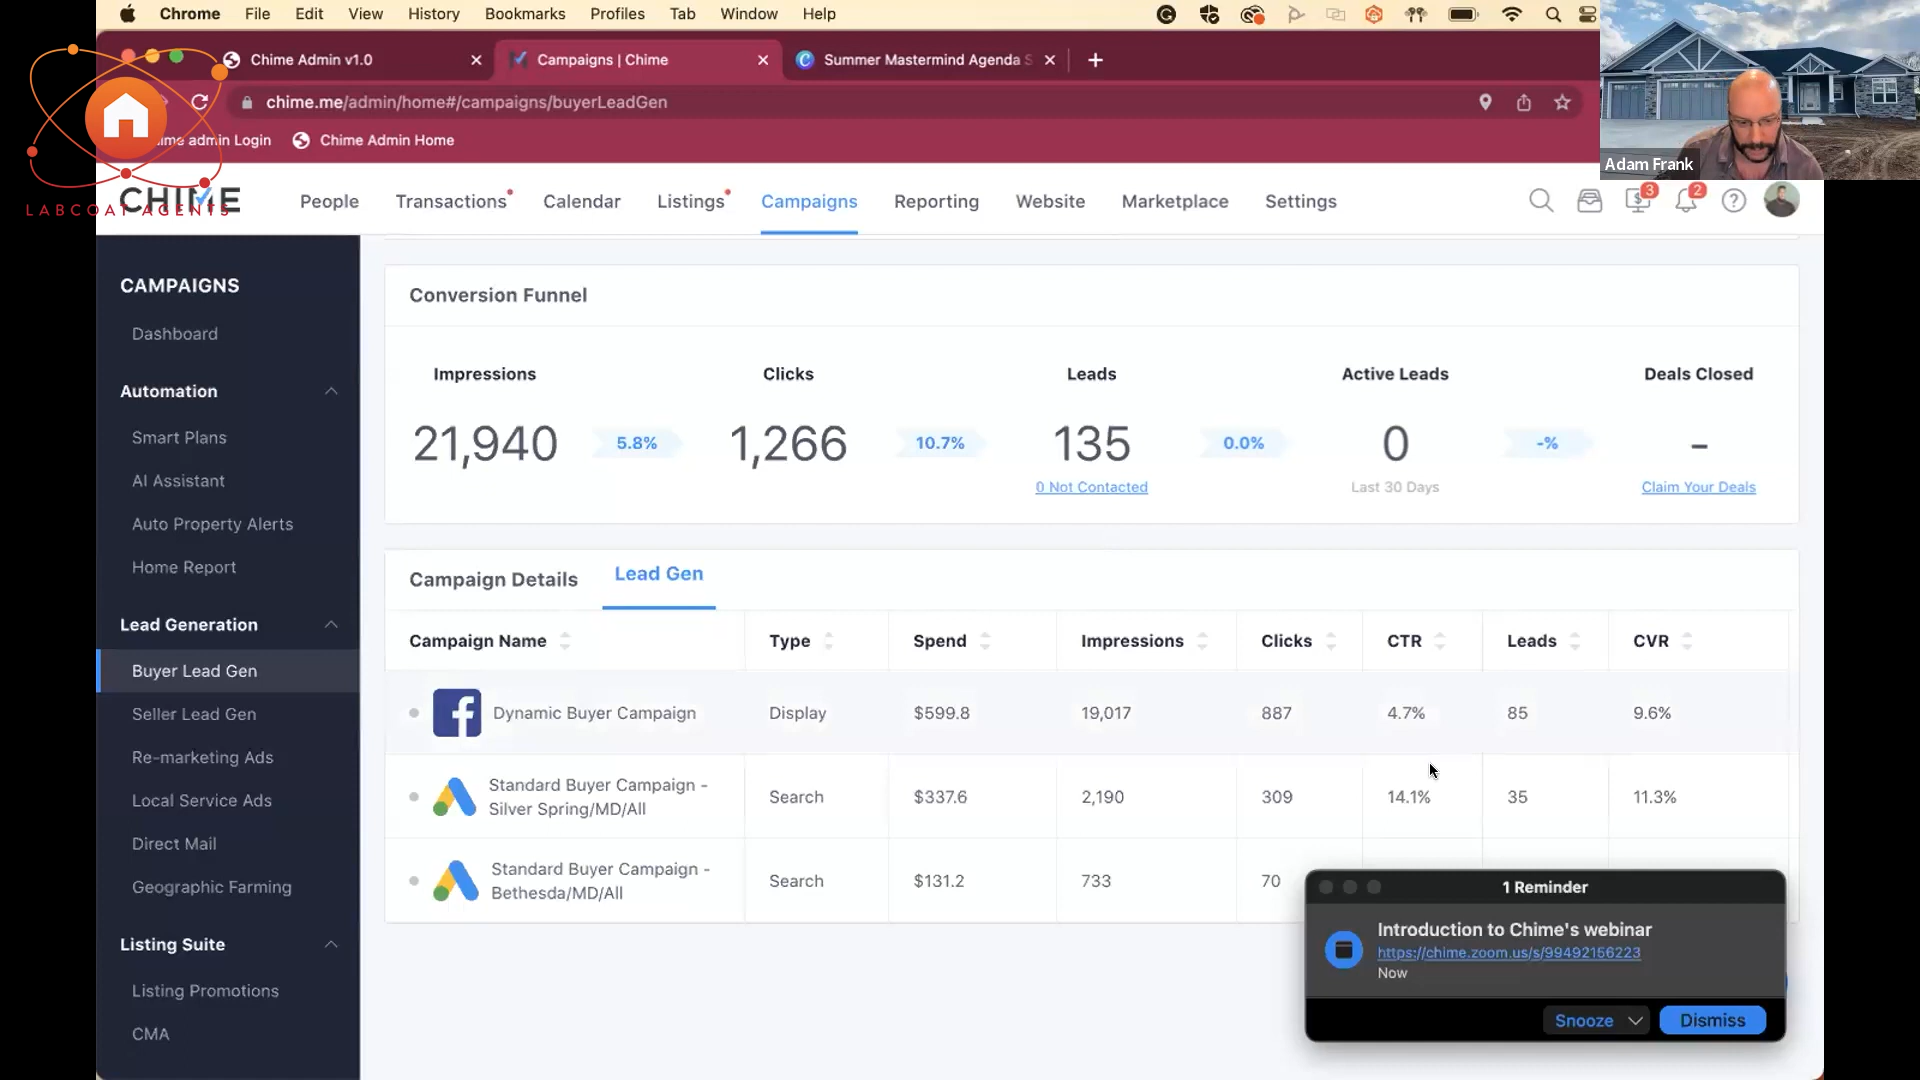 Chrome File Edit View History Bookmarks Profiles Tab Window Help
Chime Admin v1.0
Campaigns | Chime
Summer Mastermind Agenda S
chime.me/admin/home#/campaigns/buyerLeadGen
ime admin Login
Chime Admin Home
Adam Frank
CHIME
LABCOAT AGENTS
People Transactions Calendar Listings Campaigns Reporting Website Marketplace Settings
3
2
CAMPAIGNS
Dashboard
Automation
Smart Plans
AI Assistant
Auto Property Alerts
Home Report
Lead Generation
Buyer Lead Gen
Seller Lead Gen
Re-marketing Ads
Local Service Ads
Direct Mail
Geographic Farming
Listing Suite
Listing Promotions
CMA
Conversion Funnel
Impressions Clicks Leads Active Leads Deals Closed
21,940 5.8% 1,266 10.7% 135 0.0% 0 -% –
0 Not Contacted Last 30 Days Claim Your Deals
Campaign Details Lead Gen
Campaign Name Type Spend Impressions Clicks CTR Leads CVR
Dynamic Buyer Campaign Display $599.8 19,017 887 4.7% 85 9.6%
Standard Buyer Campaign -
Silver Spring/MD/All Search $337.6 2,190 309 14.1% 35 11.3%
Standard Buyer Campaign -
Bethesda/MD/All Search $131.2 733 70
1 Reminder
Introduction to Chime's webinar
https://chime.zoom.us/s/99492156223
Now
Snooze Dismiss